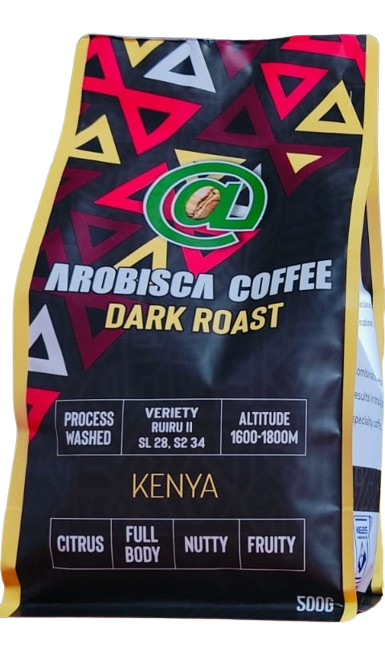 @
AROBISCA COFFEE
DARK ROAST
PROCESS
WASHED
VERIETY
RUIRU II
SL 28, S2 34
ALTITUDE
1600-1800M
KENYA
CITRUS
FULL
BODY
NUTTY
FRUITY
500G
KEBS